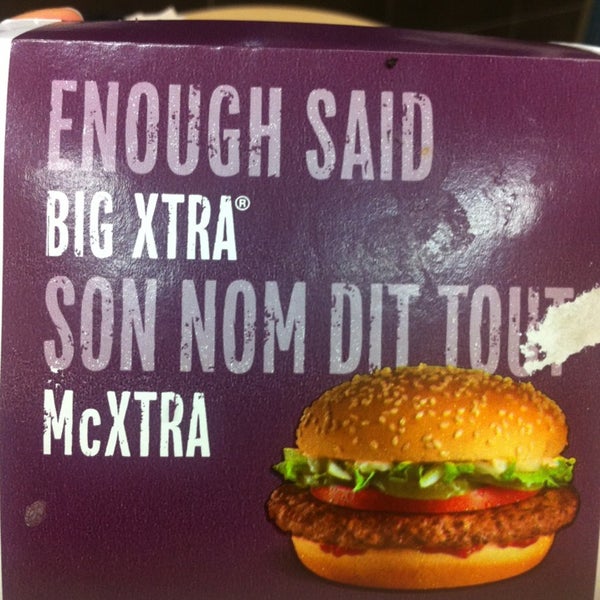 ENOUGH SAID
BIG XTRA®
SON NOM DIT TOUT
McXTRA